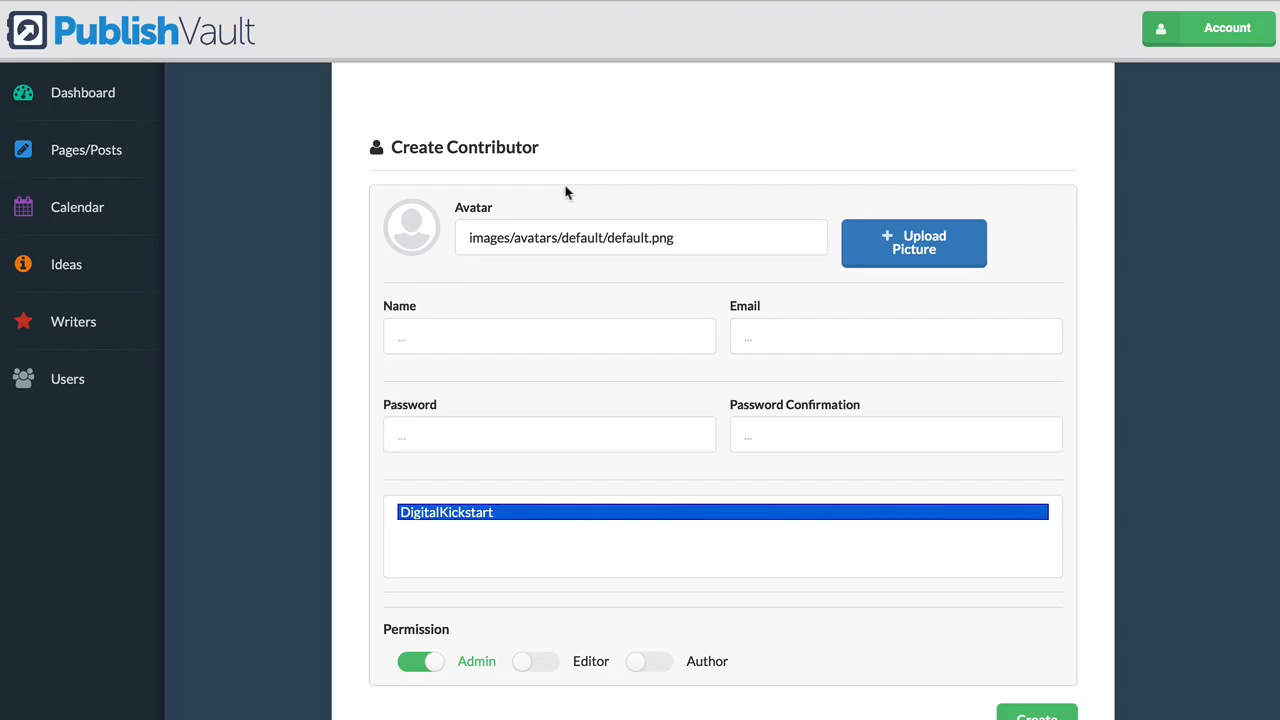 PublishVault
Account
Dashboard
Pages/Posts
Calendar
Ideas
Writers
Users
Create Contributor
Avatar
images/avatars/default/default.png
Upload
Picture
Name
Email
...
...
Password
Password Confirmation
...
...
DigitalKickstart
Permission
Admin
Editor
Author
Create